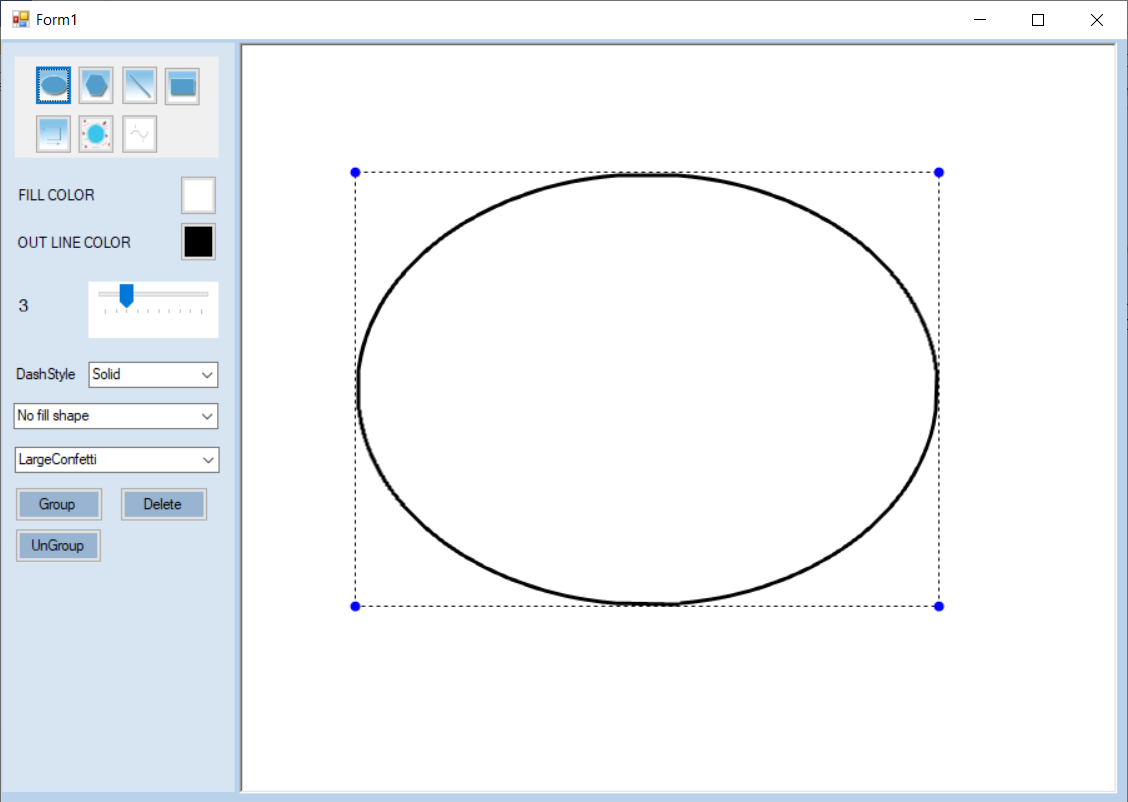 Form1
FILL COLOR
OUT LINE COLOR
3
DashStyle Solid
No fill shape
LargeConfetti
Group Delete
UnGroup